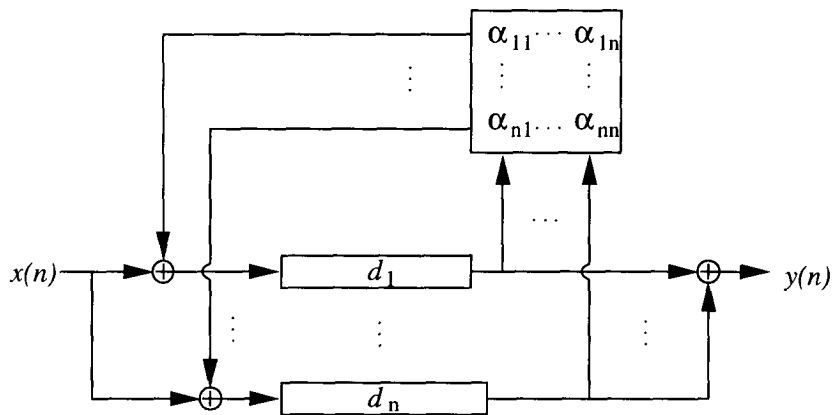 α11 ··· α1n
αn1 ··· αnn
x(n)
d1
y(n)
dn